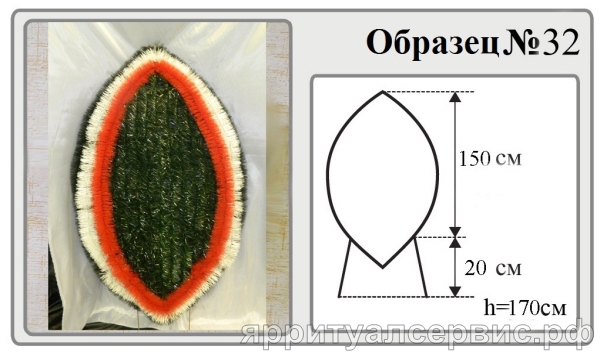 Образец №32
150 см
20 см
h=170см
ярритуалсервис.рф